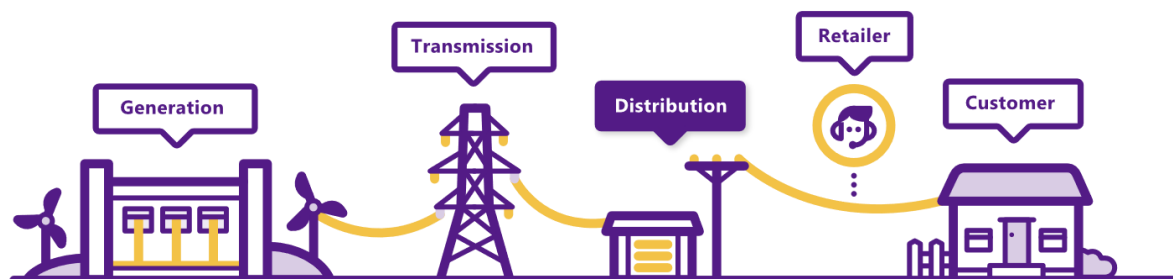 Generation
Transmission
Distribution
Retailer
Customer